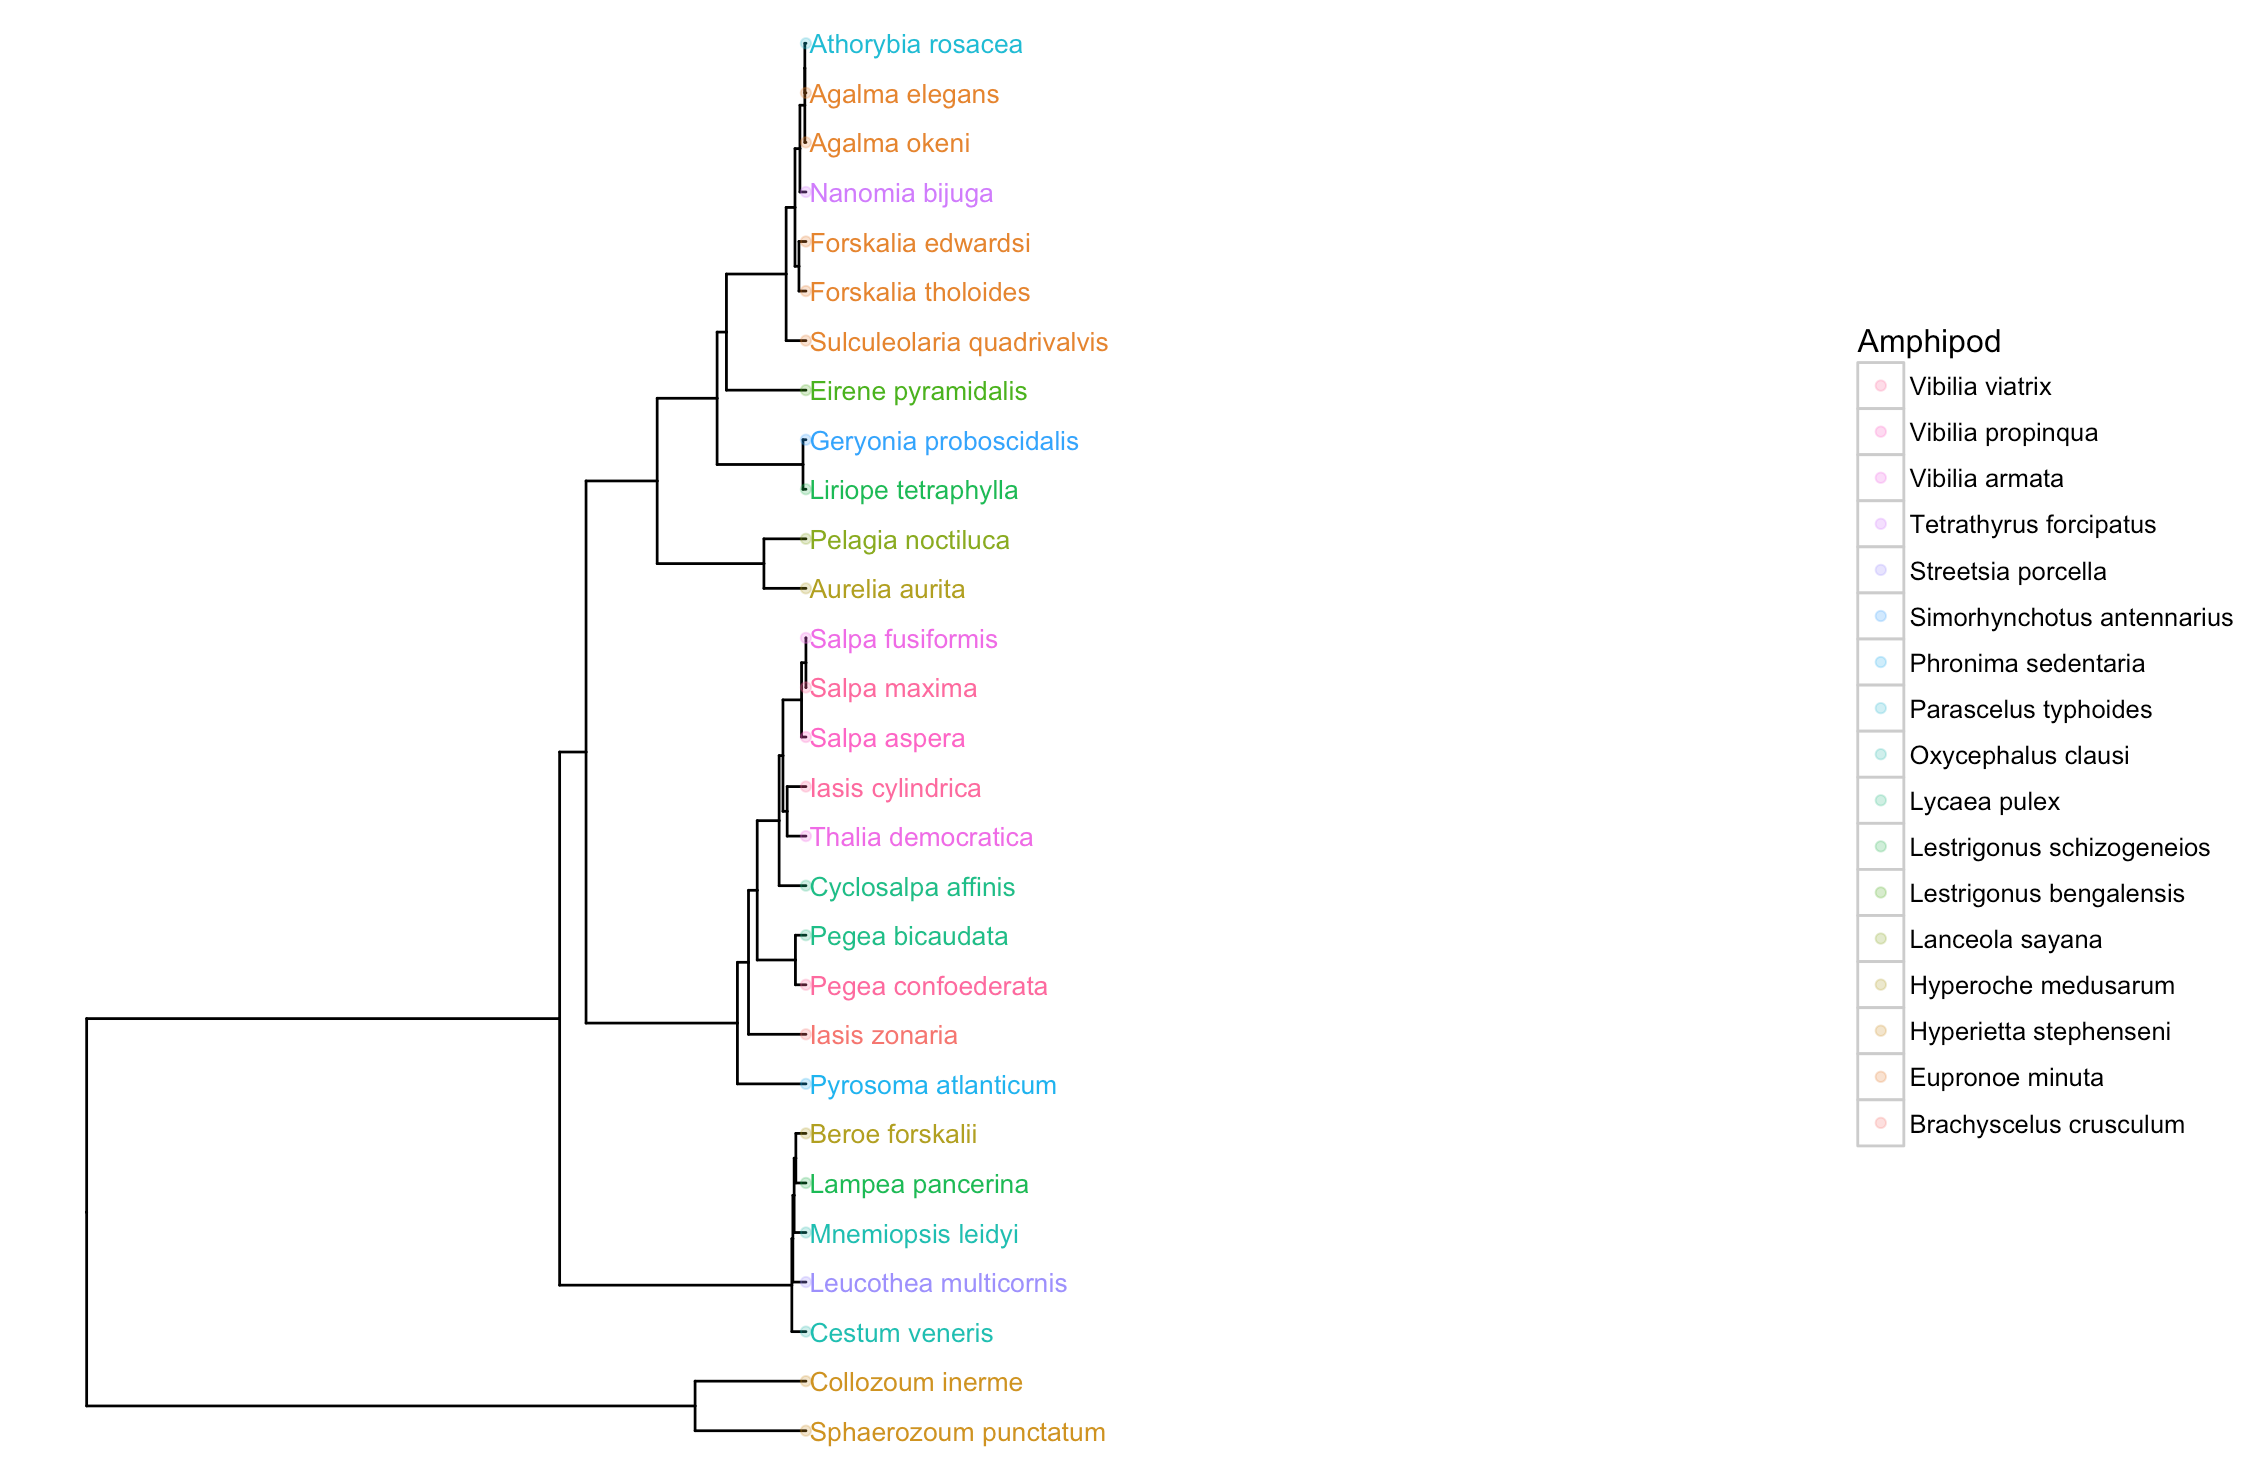 Athorybia rosacea
Agalma elegans
Agalma okeni
Nanomia bijuga
Forskalia edwardsi
Forskalia tholoides
Sulculeolaria quadrivalvis
Eirene pyramidalis
Geryonia proboscidalis
Liriope tetraphylla
Pelagia noctiluca
Aurelia aurita
Salpa fusiformis
Salpa maxima
Salpa aspera
Iasis cylindrica
Thalia democratica
Cyclosalpa affinis
Pegea bicaudata
Pegea confoederata
Iasis zonaria
Pyrosoma atlanticum
Beroe forskalii
Lampea pancerina
Mnemiopsis leidyi
Leucothea multicornis
Cestum veneris
Collozoum inerme
Sphaerozoum punctatum
Amphipod
Vibilia viatrix
Vibilia propinqua
Vibilia armata
Tetrathyrus forcipatus
Streetsia porcella
Simorhynchotus antennarius
Phronima sedentaria
Parascelus typhoides
Oxycephalus clausi
Lycaea pulex
Lestrigonus schizogeneios
Lestrigonus bengalensis
Lanceola sayana
Hyperoche medusarum
Hyperietta stephenseni
Eupronoe minuta
Brachyscelus crusculum